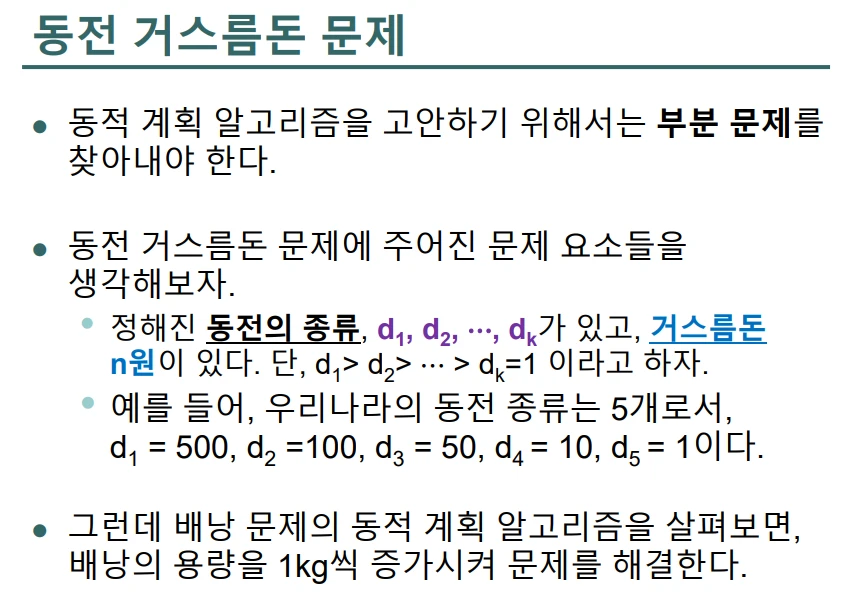 동전 거스름돈 문제
● 동적 계획 알고리즘을 고안하기 위해서는 부분 문제를
찾아내야 한다.
● 동전 거스름돈 문제에 주어진 문제 요소들을
생각해보자.
● 정해진 동전의 종류, d1, d2, ⋯, dk가 있고, 거스름돈
n원이 있다. 단, d1> d2> ⋯ > dk=1 이라고 하자.
● 예를 들어, 우리나라의 동전 종류는 5개로서,
d1 = 500, d2 =100, d3 = 50, d4 = 10, d5 = 1이다.
● 그런데 배낭 문제의 동적 계획 알고리즘을 살펴보면,
배낭의 용량을 1kg씩 증가시켜 문제를 해결한다.